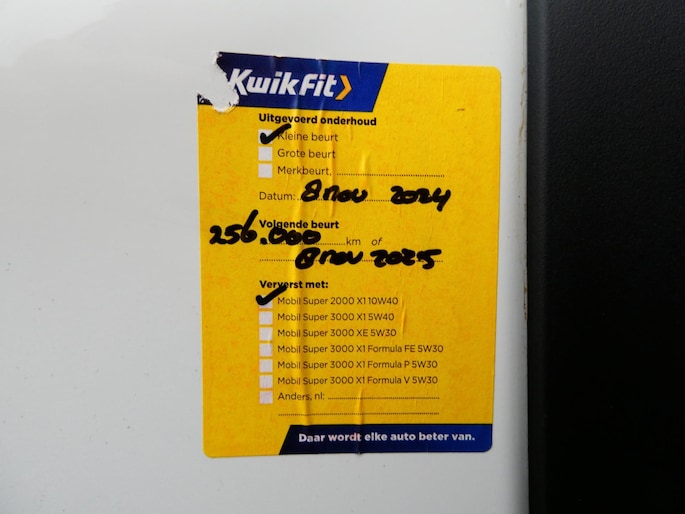 KwikFit
Uitgevoerd onderhoud
Kleine beurt
Grote beurt
Merkbeurt,
Datum: 8 nov 2024
Volgende beurt
256.000 km of
8 nov 2025
Ververst met:
Mobil Super 2000 X1 10W40
Mobil Super 3000 X1 5W40
Mobil Super 3000 XE 5W30
Mobil Super 3000 X1 Formula FE 5W30
Mobil Super 3000 X1 Formula P 5W30
Mobil Super 3000 X1 Formula V 5W30
Anders, nl:
Daar wordt elke auto beter van.